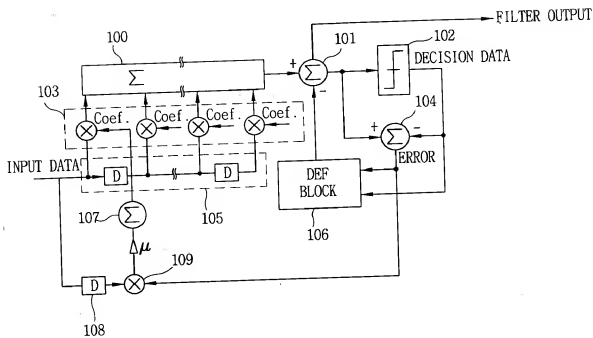 FILTER OUTPUT
100
101
102
DECISION DATA
Σ
+
Σ
-
103
Coef.
Coef.
Coef.
Coef.
104
+
Σ
-
ERROR
INPUT DATA
D
D
105
DEF
BLOCK
106
107
Σ
μ
109
D
108